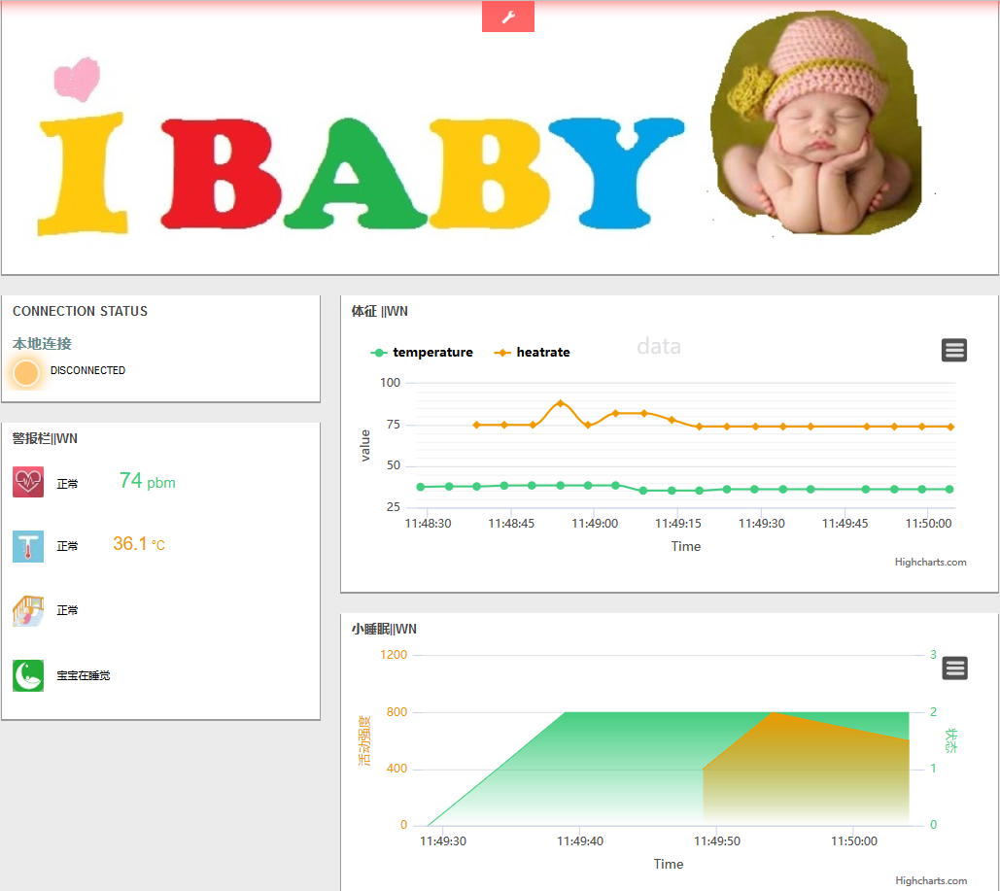 I BABY
CONNECTION STATUS
本地连接
DISCONNECTED
警报栏||WN
正常 74 pbm
正常 36.1 °C
正常
宝宝在睡觉
体征 ||WN
temperature heatrate data
100
75
50
25
value
11:48:30 11:48:45 11:49:00 11:49:15 11:49:30 11:49:45 11:50:00
Time
Highcharts.com
小睡眠||WN
1200 3
800 2
400 1
0 0
活动强度
状态
11:49:30 11:49:40 11:49:50 11:50:00
Time
Highcharts.com